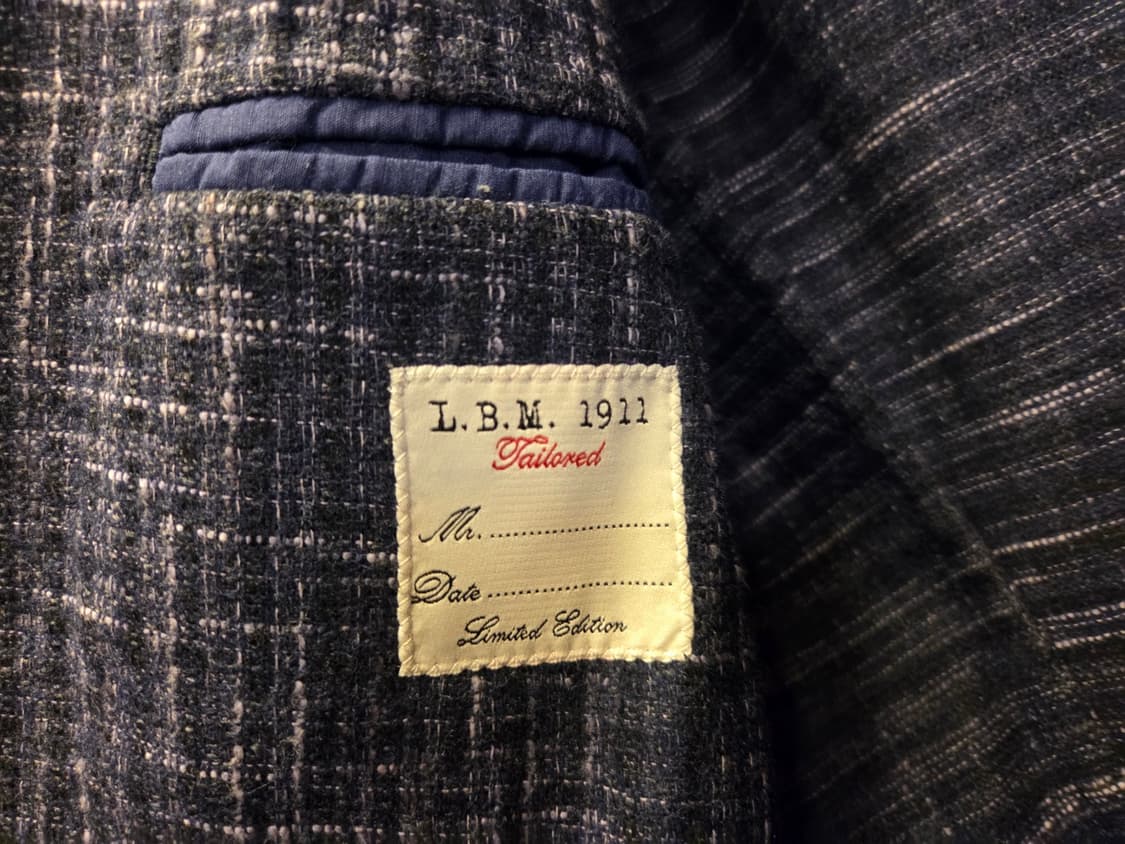 L.B.M. 1911
Tailored
Mr. ........................
Date ........................
Limited Edition